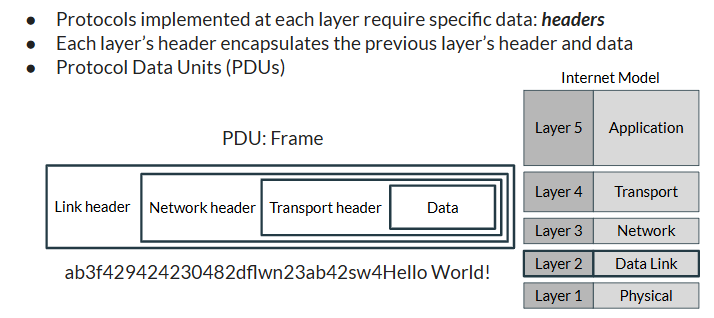 ● Protocols implemented at each layer require specific data: headers
● Each layer's header encapsulates the previous layer's header and data
● Protocol Data Units (PDUs)
Internet Model
PDU: Frame
Link header Network header Transport header Data
ab3f429424230482dflwn23ab42sw4Hello World!
Layer 5 Application
Layer 4 Transport
Layer 3 Network
Layer 2 Data Link
Layer 1 Physical